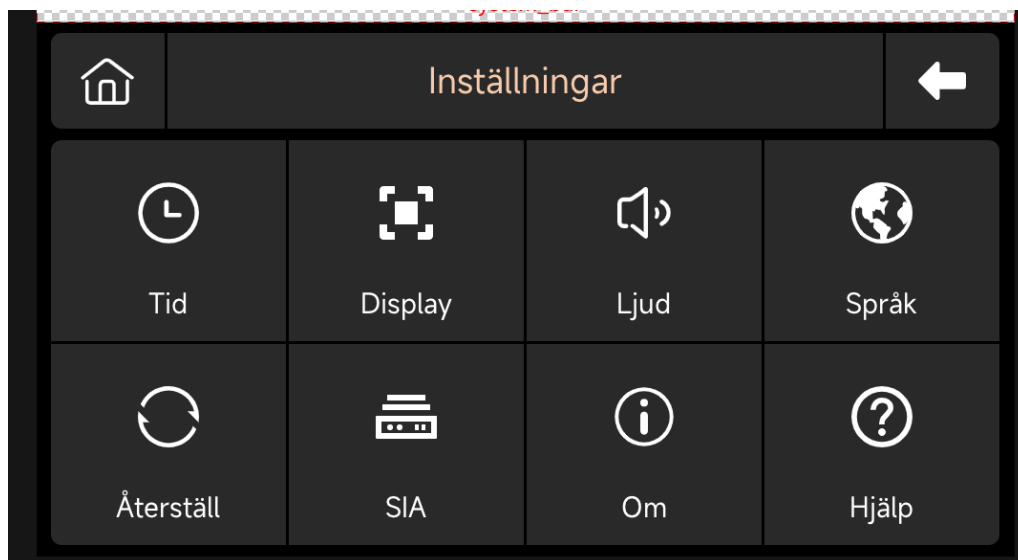 Inställningar
Tid
Display
Ljud
Språk
Återställ
SIA
Om
Hjälp